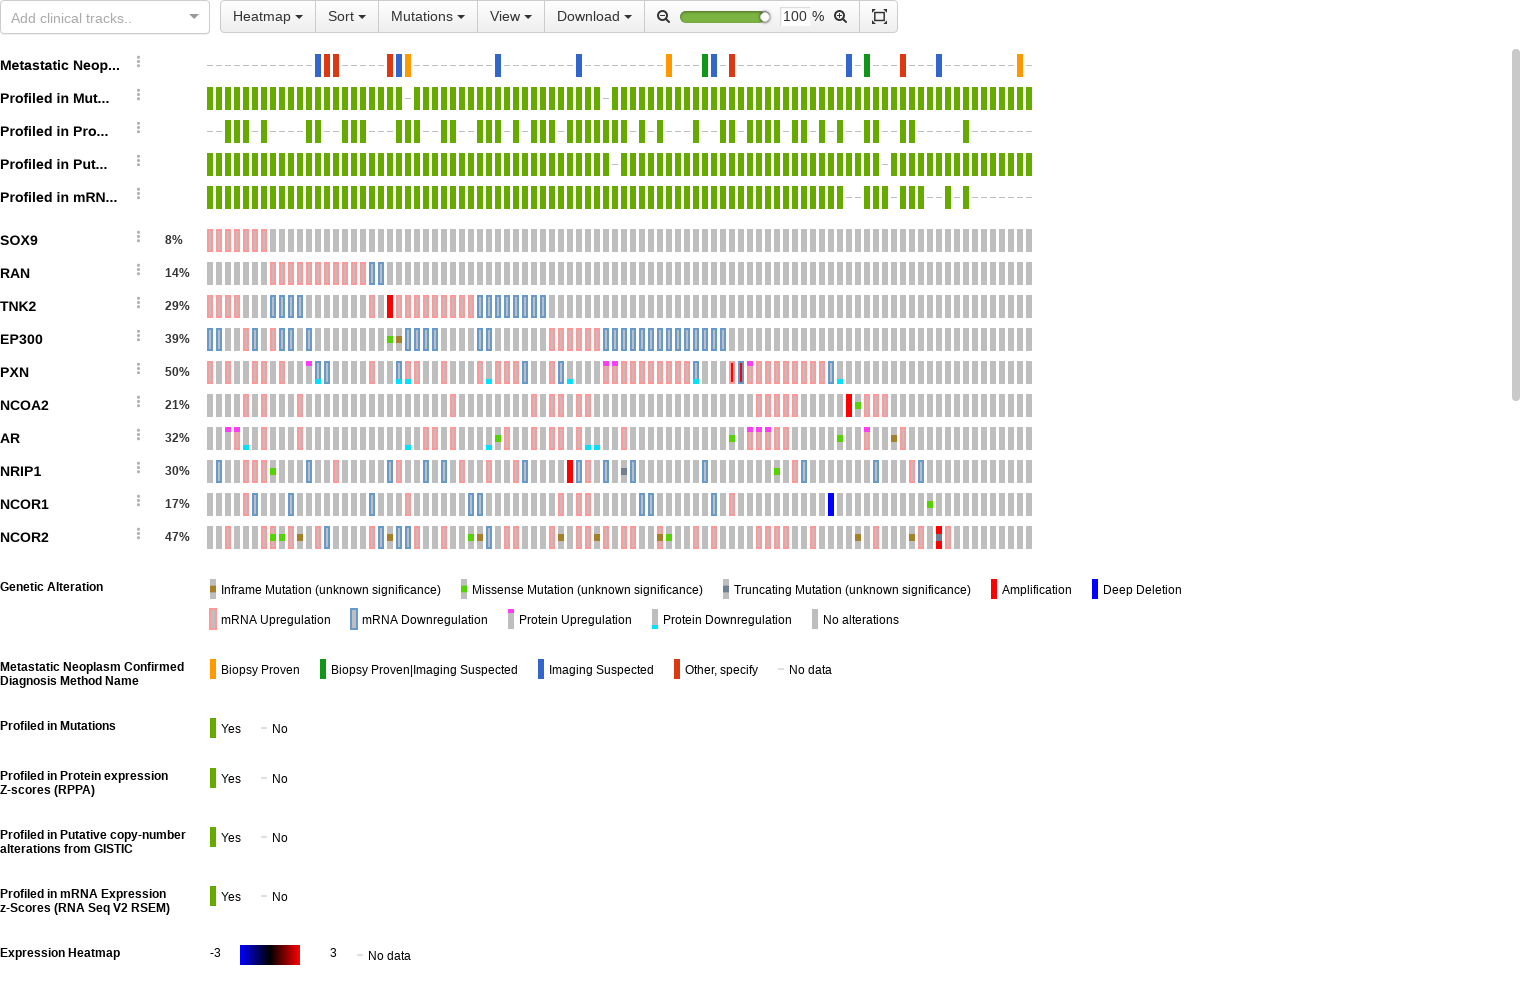 Add clinical tracks..
Heatmap Sort Mutations View Download 100 %
Metastatic Neop...
Profiled in Mut...
Profiled in Pro...
Profiled in Put...
Profiled in mRN...
SOX9 8%
RAN 14%
TNK2 29%
EP300 39%
PXN 50%
NCOA2 21%
AR 32%
NRIP1 30%
NCOR1 17%
NCOR2 47%
Genetic Alteration Inframe Mutation (unknown significance) Missense Mutation (unknown significance) Truncating Mutation (unknown significance) Amplification Deep Deletion
mRNA Upregulation mRNA Downregulation Protein Upregulation Protein Downregulation No alterations
Metastatic Neoplasm Confirmed
Diagnosis Method Name
Biopsy Proven Biopsy Proven|Imaging Suspected Imaging Suspected Other, specify No data
Profiled in Mutations Yes No
Profiled in Protein expression
Z-scores (RPPA)
Yes No
Profiled in Putative copy-number
alterations from GISTIC
Yes No
Profiled in mRNA Expression
z-Scores (RNA Seq V2 RSEM)
Yes No
Expression Heatmap -3 3 No data